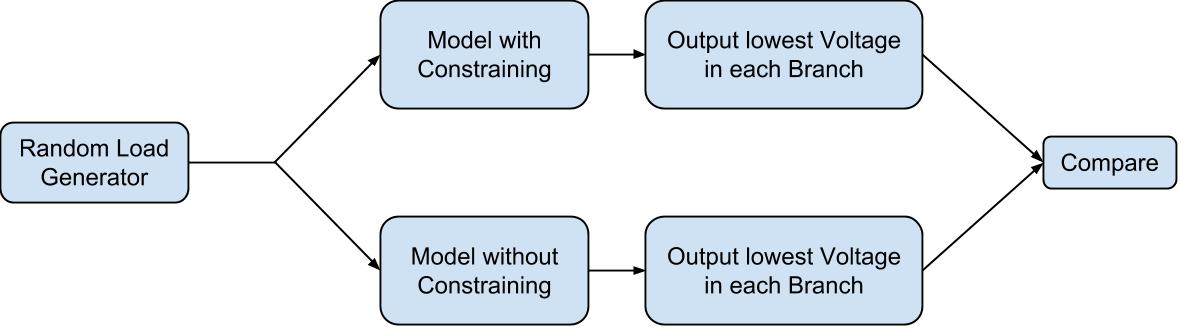 Random Load
Generator
Model with
Constraining
Output lowest Voltage
in each Branch
Model without
Constraining
Output lowest Voltage
in each Branch
Compare